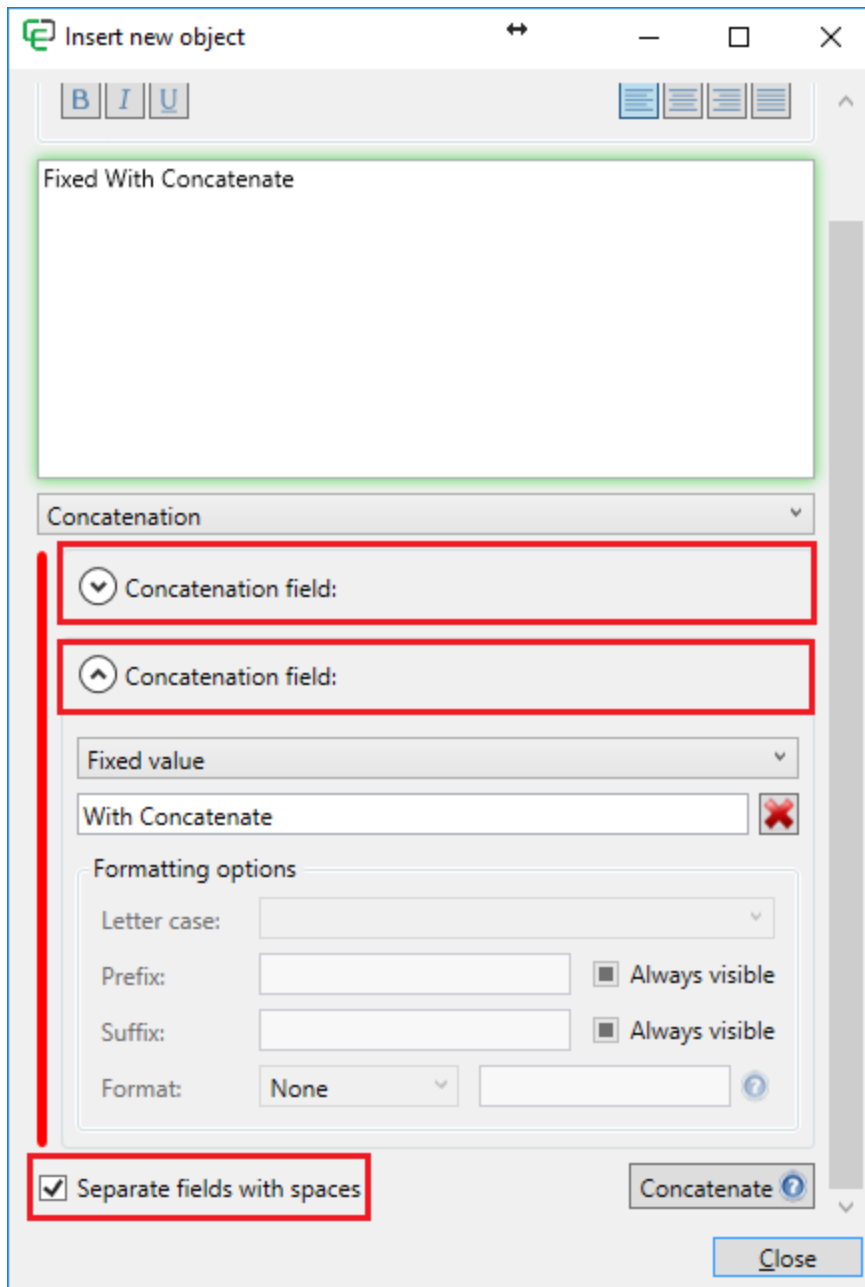 Insert new object
B I U
Fixed With Concatenate
Concatenation
Concatenation field:
Concatenation field:
Fixed value
With Concatenate
Formatting options
Letter case:
Prefix: Always visible
Suffix: Always visible
Format: None ?
Separate fields with spaces Concatenate ?
Close